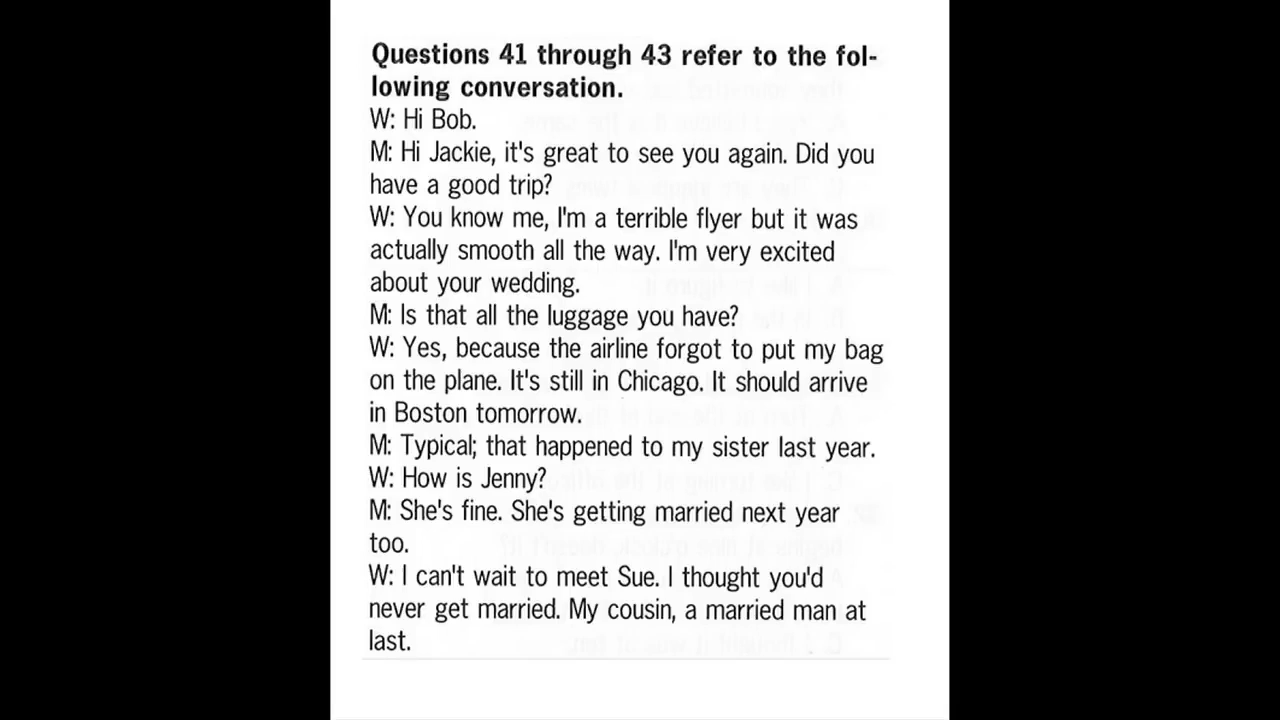 Questions 41 through 43 refer to the fol-
lowing conversation.
W: Hi Bob.
M: Hi Jackie, it's great to see you again. Did you
have a good trip?
W: You know me, I'm a terrible flyer but it was
actually smooth all the way. I'm very excited
about your wedding.
M: Is that all the luggage you have?
W: Yes, because the airline forgot to put my bag
on the plane. It's still in Chicago. It should arrive
in Boston tomorrow.
M: Typical; that happened to my sister last year.
W: How is Jenny?
M: She's fine. She's getting married next year
too.
W: I can't wait to meet Sue. I thought you'd
never get married. My cousin, a married man at
last.